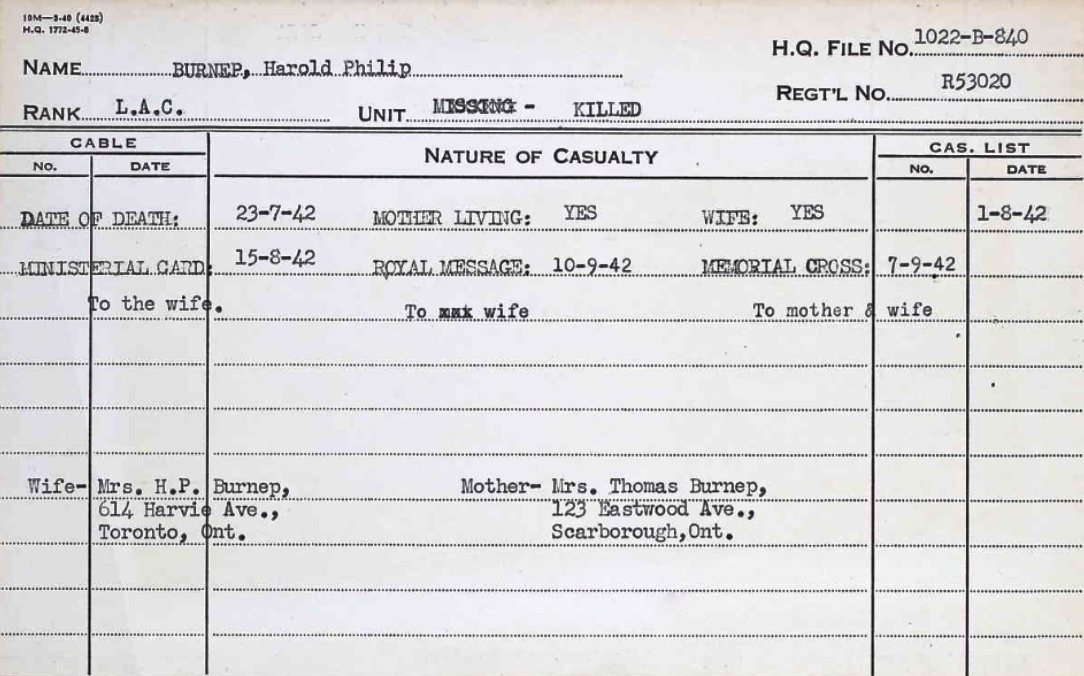 10M—3-40 (4425)
H.Q. 1772-45-8
H.Q. FILE No. 1022-B-840
NAME BURNEP, Harold Philip
REGT'L No. R53020
RANK L.A.C. UNIT MISSING - KILLED
CABLE NATURE OF CASUALTY CAS. LIST
No. DATE No. DATE
DATE OF DEATH: 23-7-42 MOTHER LIVING: YES WIFE: YES 1-8-42
MINISTERIAL CARD: 15-8-42 ROYAL MESSAGE: 10-9-42 MEMORIAL CROSS: 7-9-42
To the wife. To wife To mother & wife
Wife- Mrs. H.P. Burnep, Mother- Mrs. Thomas Burnep,
614 Harvie Ave., 123 Eastwood Ave.,
Toronto, Ont. Scarborough,Ont.